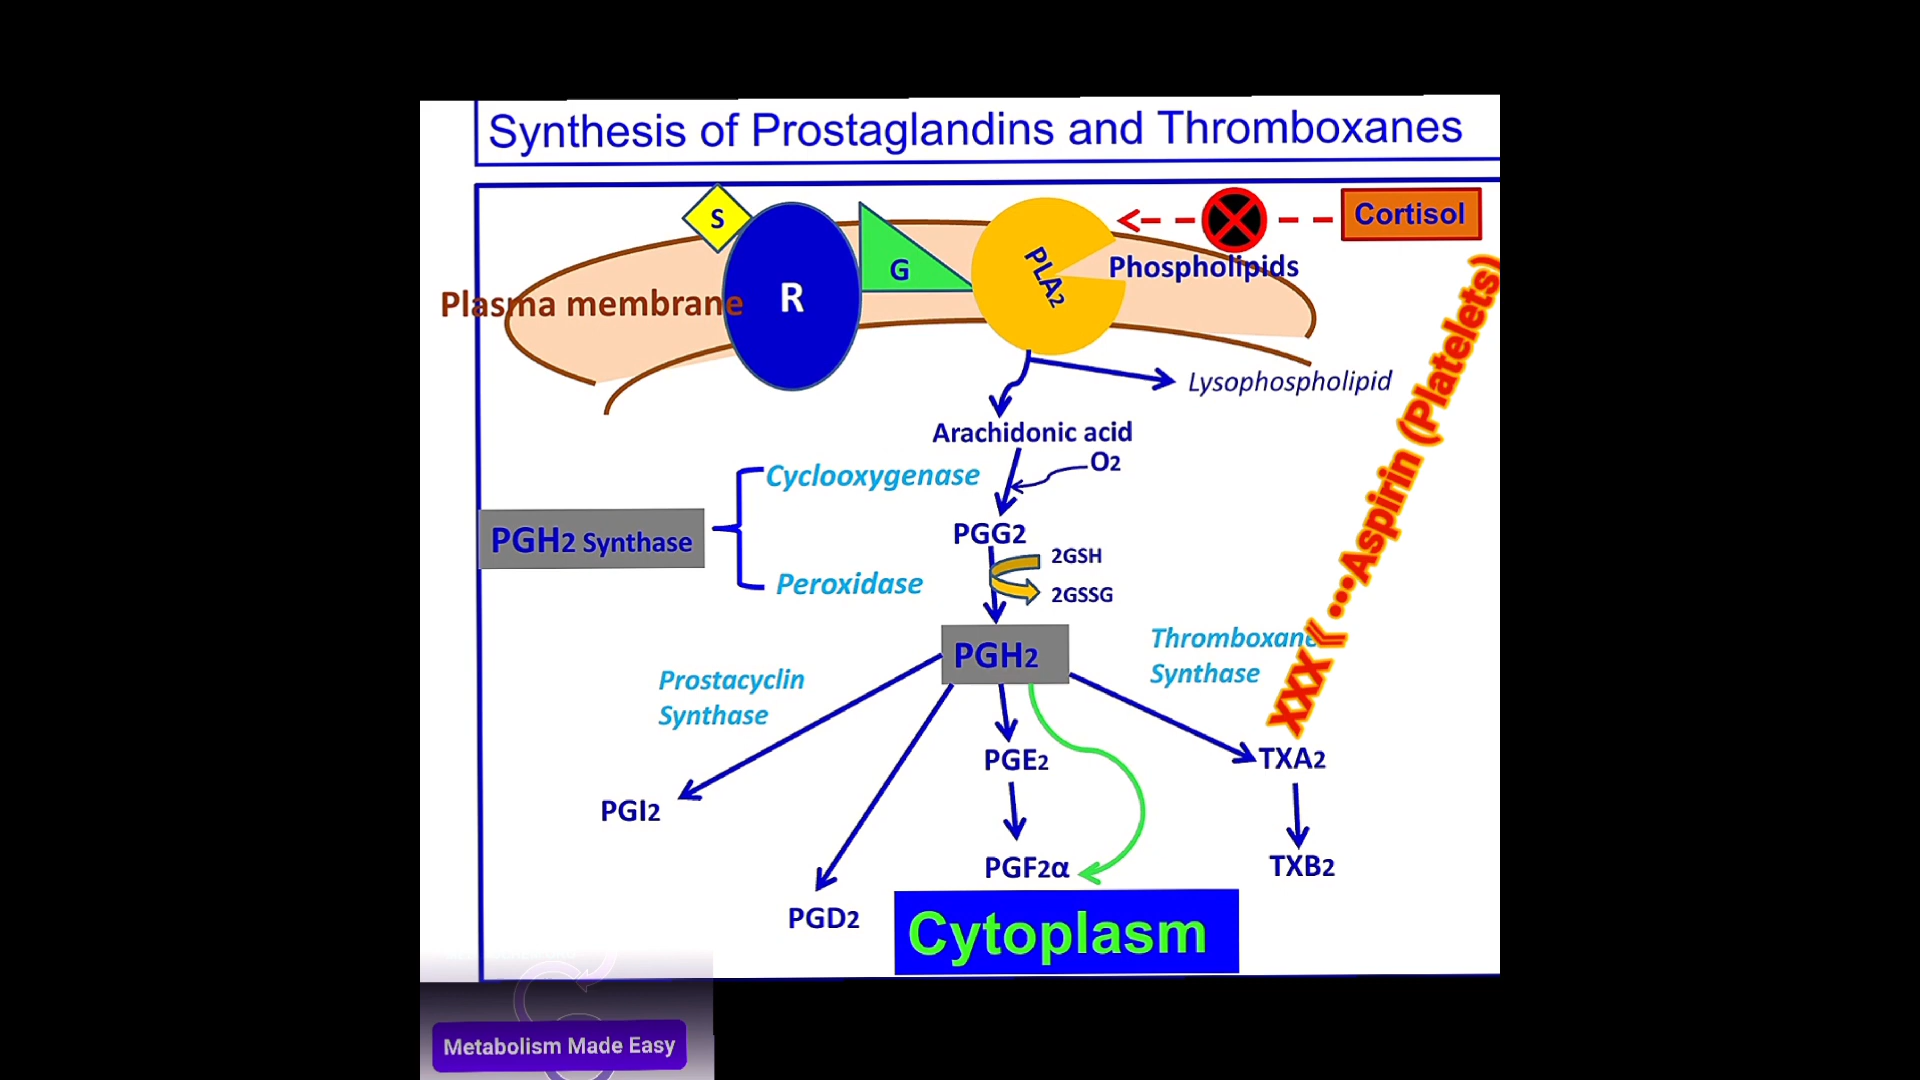 Synthesis of Prostaglandins and Thromboxanes
S
Cortisol
R
G
PLA2
Phospholipids
Plasma membrane
Lysophospholipid
Arachidonic acid
O2
Cyclooxygenase
PGH2 Synthase
PGG2
2GSH
Peroxidase
2GSSG
PGH2
Thromboxane
Synthase
XXX《 •••Aspirin (Platelets)
Prostacyclin
Synthase
PGE2
TXA2
PGI2
PGF2α
TXB2
PGD2
Cytoplasm
Metabolism Made Easy